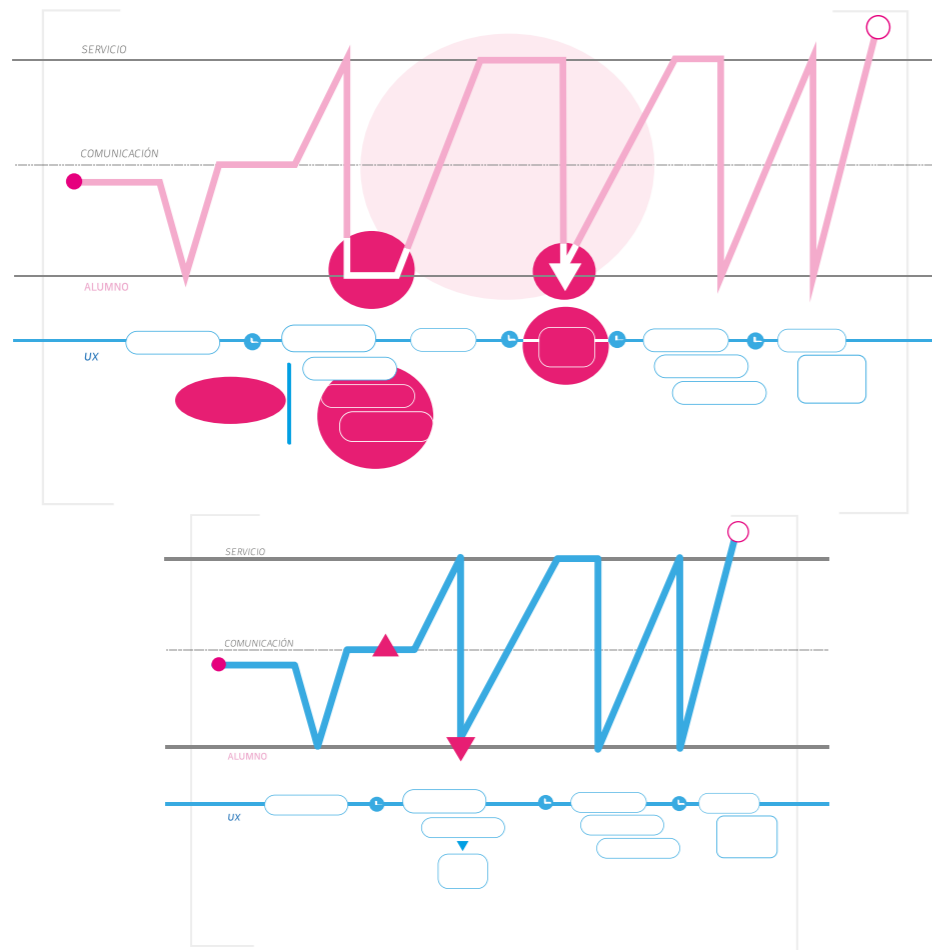 SERVICIO
COMUNICACIÓN
ALUMNO
UX
SERVICIO
COMUNICACIÓN
ALUMNO
UX